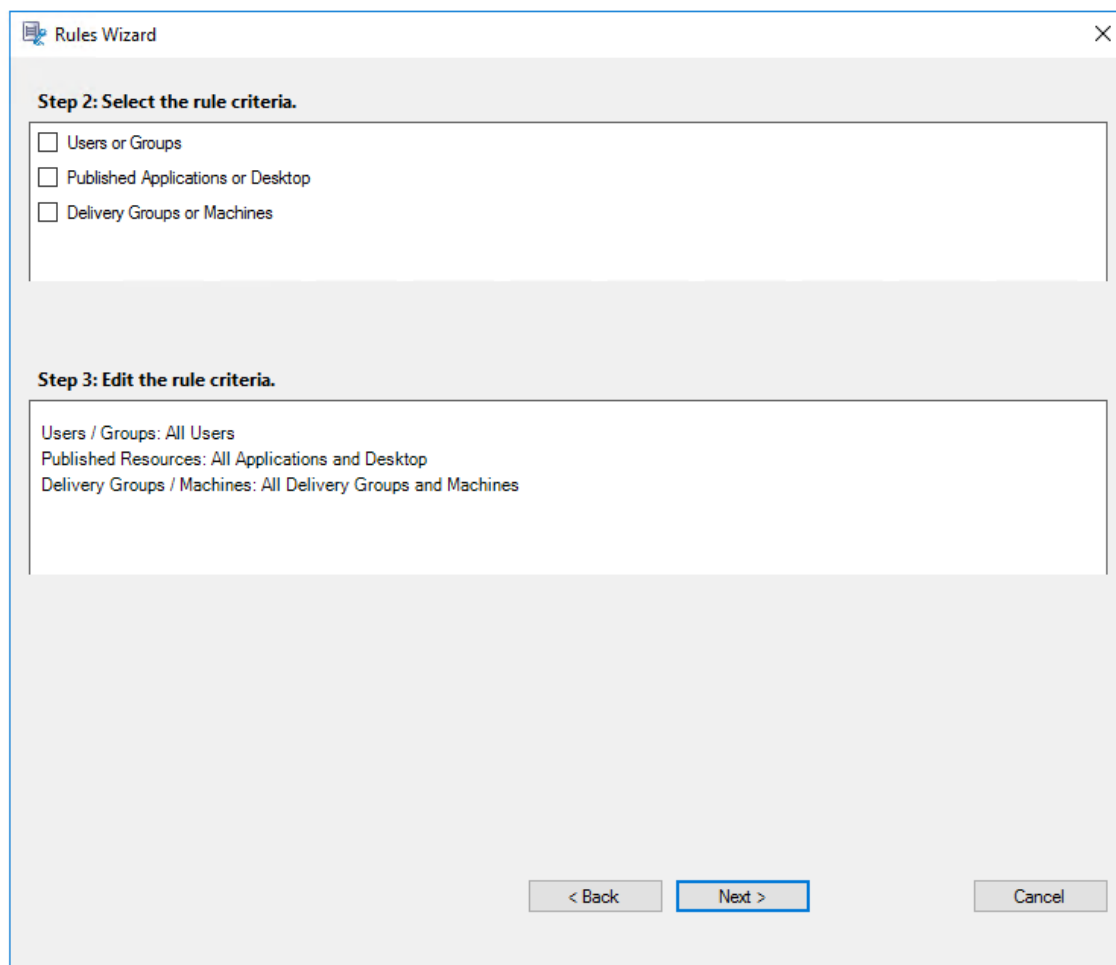 Rules Wizard
Step 2: Select the rule criteria.
Users or Groups
Published Applications or Desktop
Delivery Groups or Machines
Step 3: Edit the rule criteria.
Users / Groups: All Users
Published Resources: All Applications and Desktop
Delivery Groups / Machines: All Delivery Groups and Machines
< Back Next > Cancel